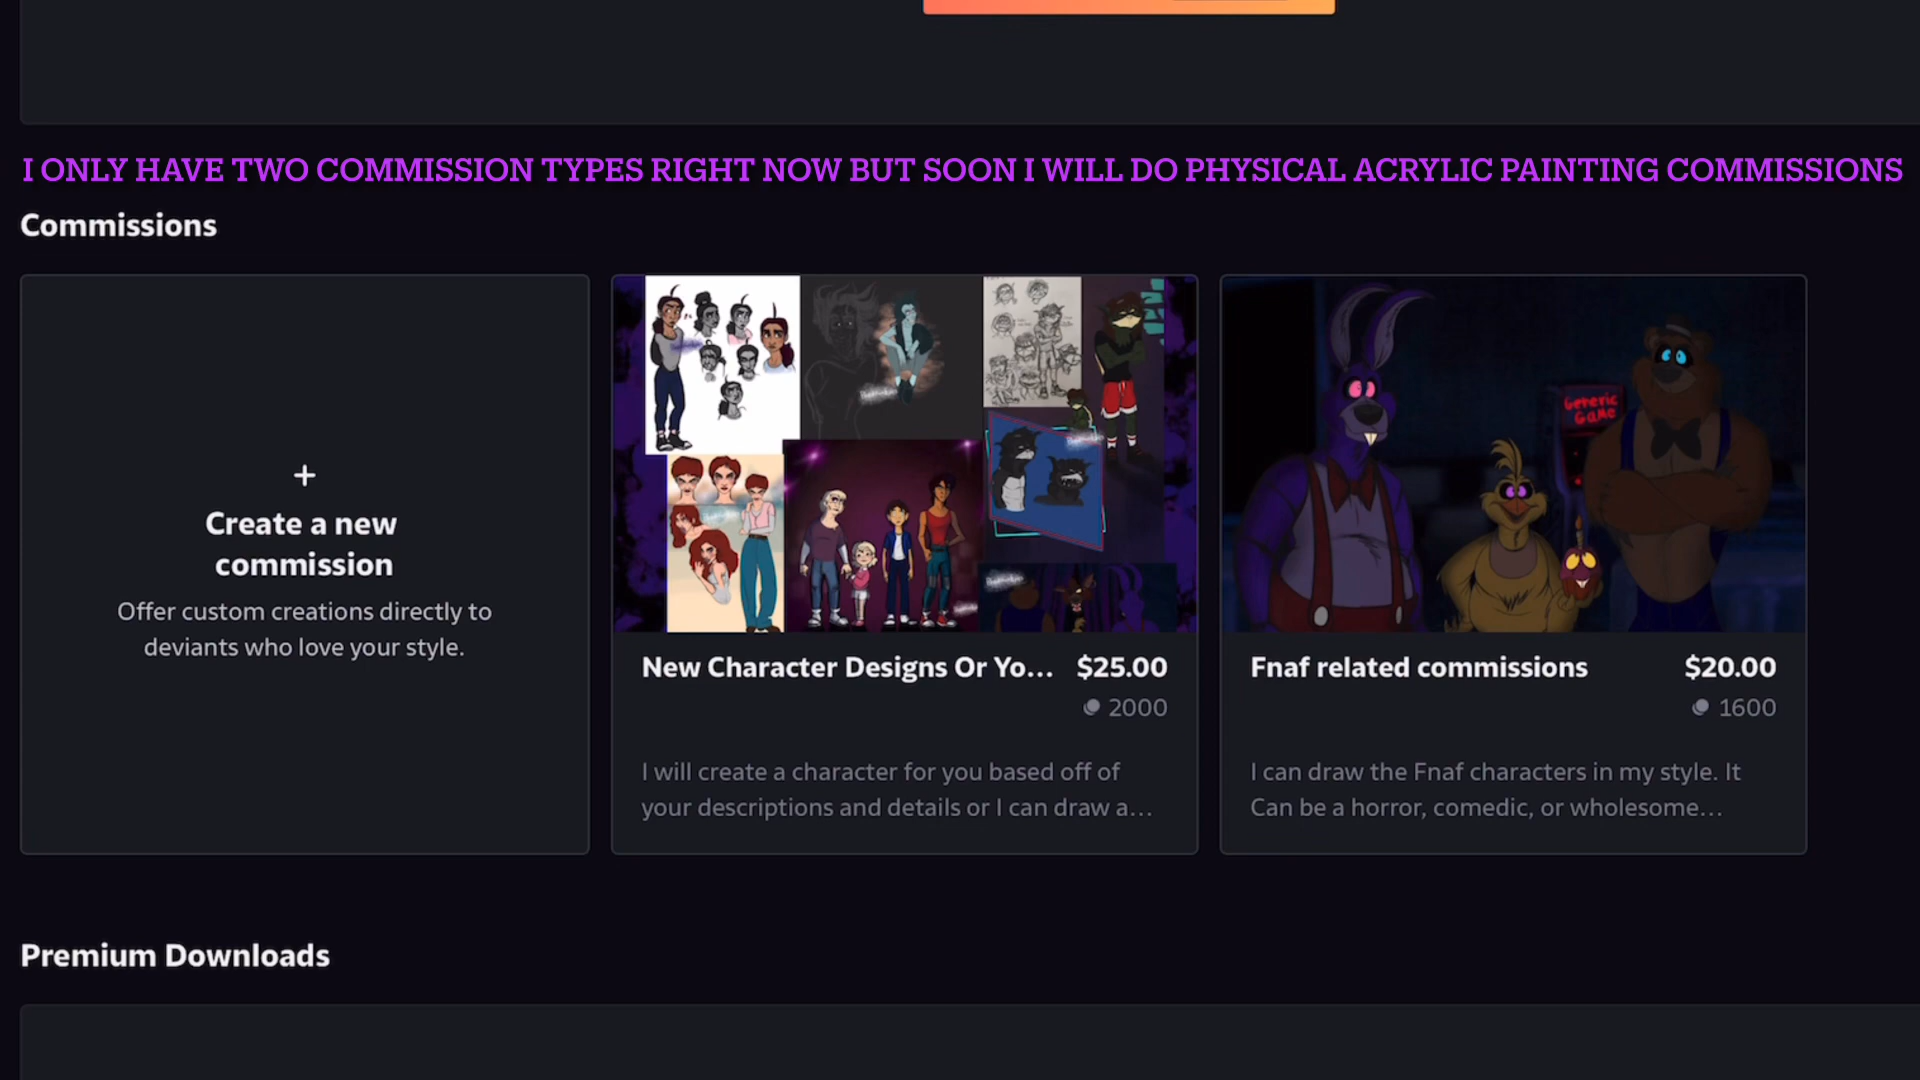 I ONLY HAVE TWO COMMISSION TYPES RIGHT NOW BUT SOON I WILL DO PHYSICAL ACRYLIC PAINTING COMMISSIONS
Commissions
+
Create a new
commission
Offer custom creations directly to
deviants who love your style.
New Character Designs Or Yo... $25.00
2000
I will create a character for you based off of
your descriptions and details or I can draw a...
Generic
Game
Fnaf related commissions $20.00
1600
I can draw the Fnaf characters in my style. It
Can be a horror, comedic, or wholesome...
Premium Downloads